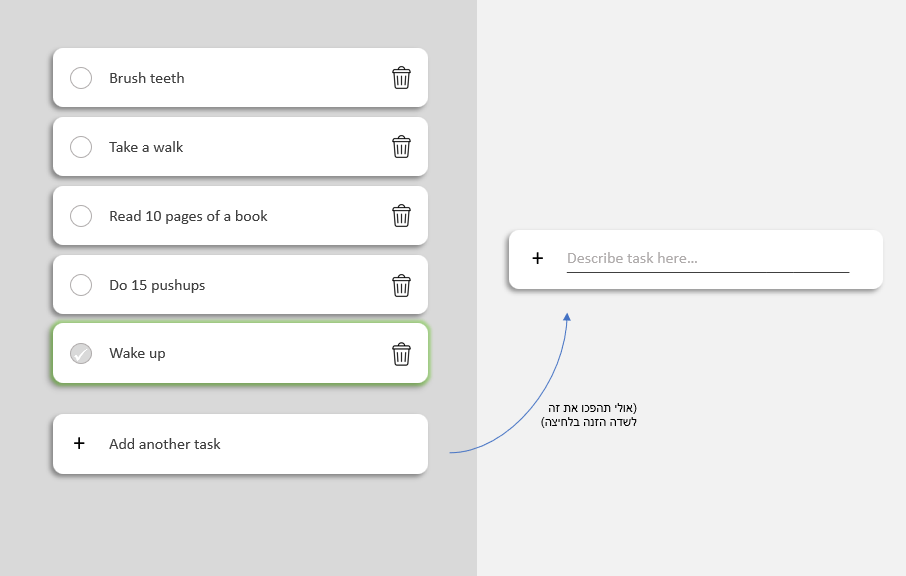 Brush teeth
Take a walk
Read 10 pages of a book
Do 15 pushups
Wake up
+ Add another task
+ Describe task here...
(אולי תהפכו את זה
לשדה הזנה בלחיצה)